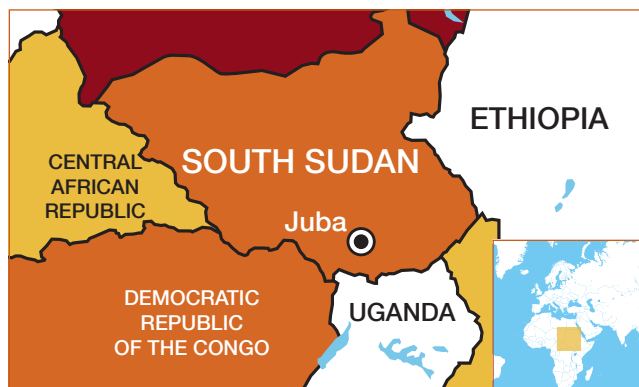 ETHIOPIA
SOUTH SUDAN
CENTRAL
AFRICAN
REPUBLIC
Juba
DEMOCRATIC
REPUBLIC
OF THE CONGO
UGANDA